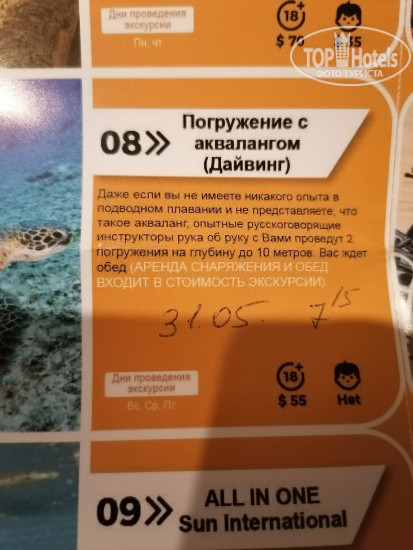 Дни проведения
экскурсии
Пн, чт
18+
$ 70
$ 35
TOP Hotels
ФОТО ТУРИСТА
08
Погружение с
аквалангом
(Дайвинг)
Даже если вы не имеете никакого опыта в
подводном плавании и не представляете, что
такое акваланг, опытные русскоговорящие
инструкторы рука об руку с Вами проведут 2
погружения на глубину до 10 метров. Вас ждет
обед (АРЕНДА СНАРЯЖЕНИЯ И ОБЕД
ВХОДИТ В СТОИМОСТЬ ЭКСКУРСИИ).
31.05. 7 15
Дни проведения
экскурсии
Вс, Ср, Пт
18+
$ 55
Нет
09
ALL IN ONE
Sun International